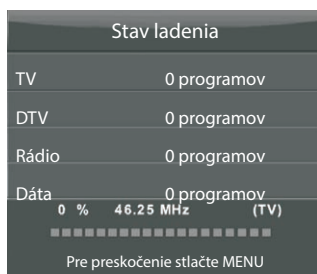 Stav ladenia
TV 0 programov
DTV 0 programov
Rádio 0 programov
Dáta 0 programov
0 % 46.25 MHz (TV)
Pre preskočenie stlačte MENU